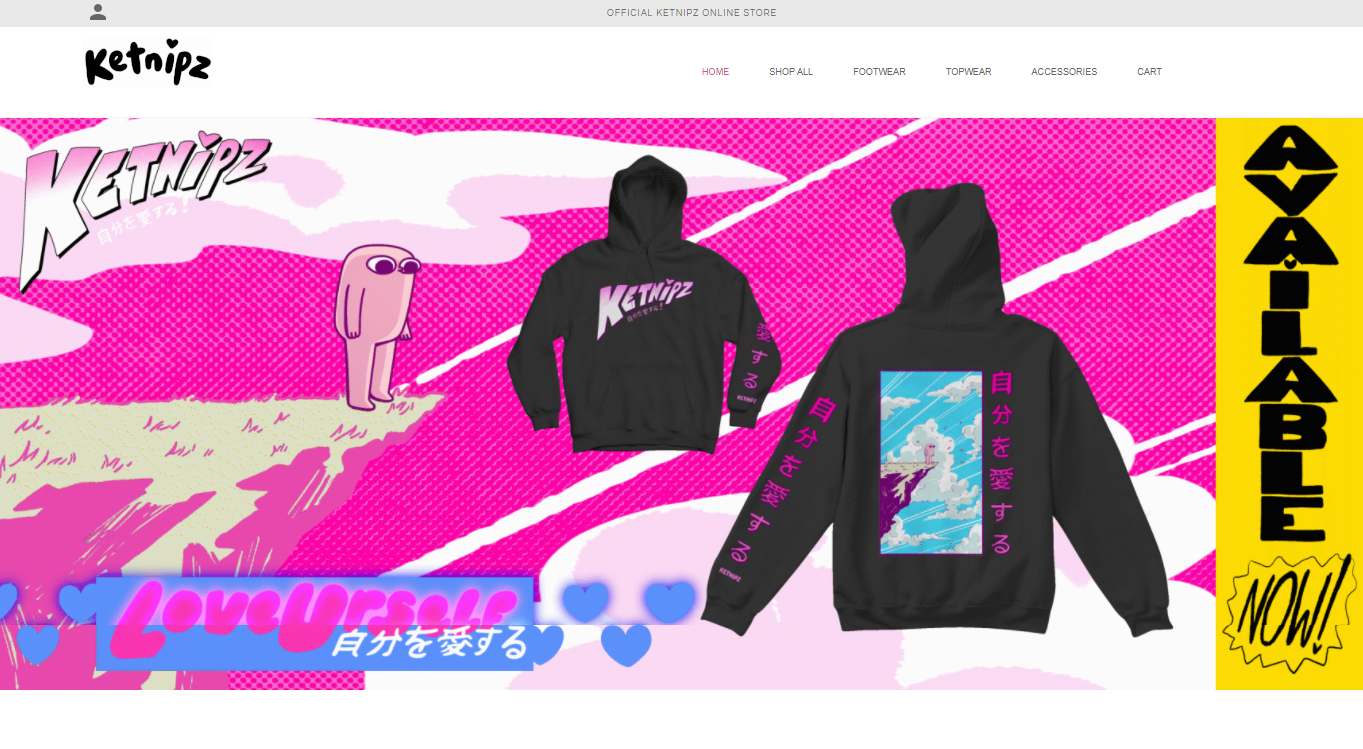 OFFICIAL KETNIPZ ONLINE STORE
Ketnipz
HOME SHOP ALL FOOTWEAR TOPWEAR ACCESSORIES CART
KETNIPZ
自分を愛する!
KETNIPZ
自分を愛する!
愛する
KETNIPZ
自分を愛する
KETNIPZ
自分を愛する
LoveUrself
自分を愛する
AVAILABLE
NOW!